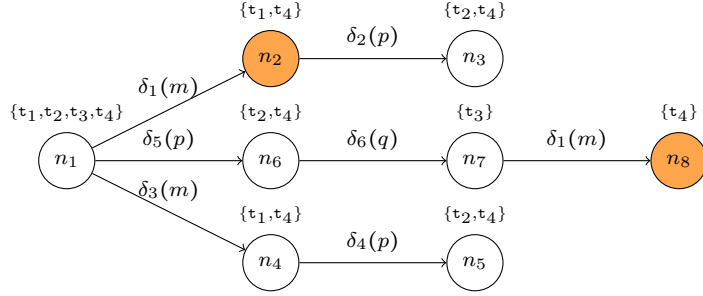 {t₁,t₄} {t₂,t₄}
n₂ δ₂(p) n₃
δ₁(m)
{t₁,t₂,t₃,t₄} {t₂,t₄} {t₃} {t₄}
n₁ δ₅(p) n₆ δ₆(q) n₇ δ₁(m) n₈
δ₃(m)
{t₁,t₄} {t₂,t₄}
n₄ δ₄(p) n₅